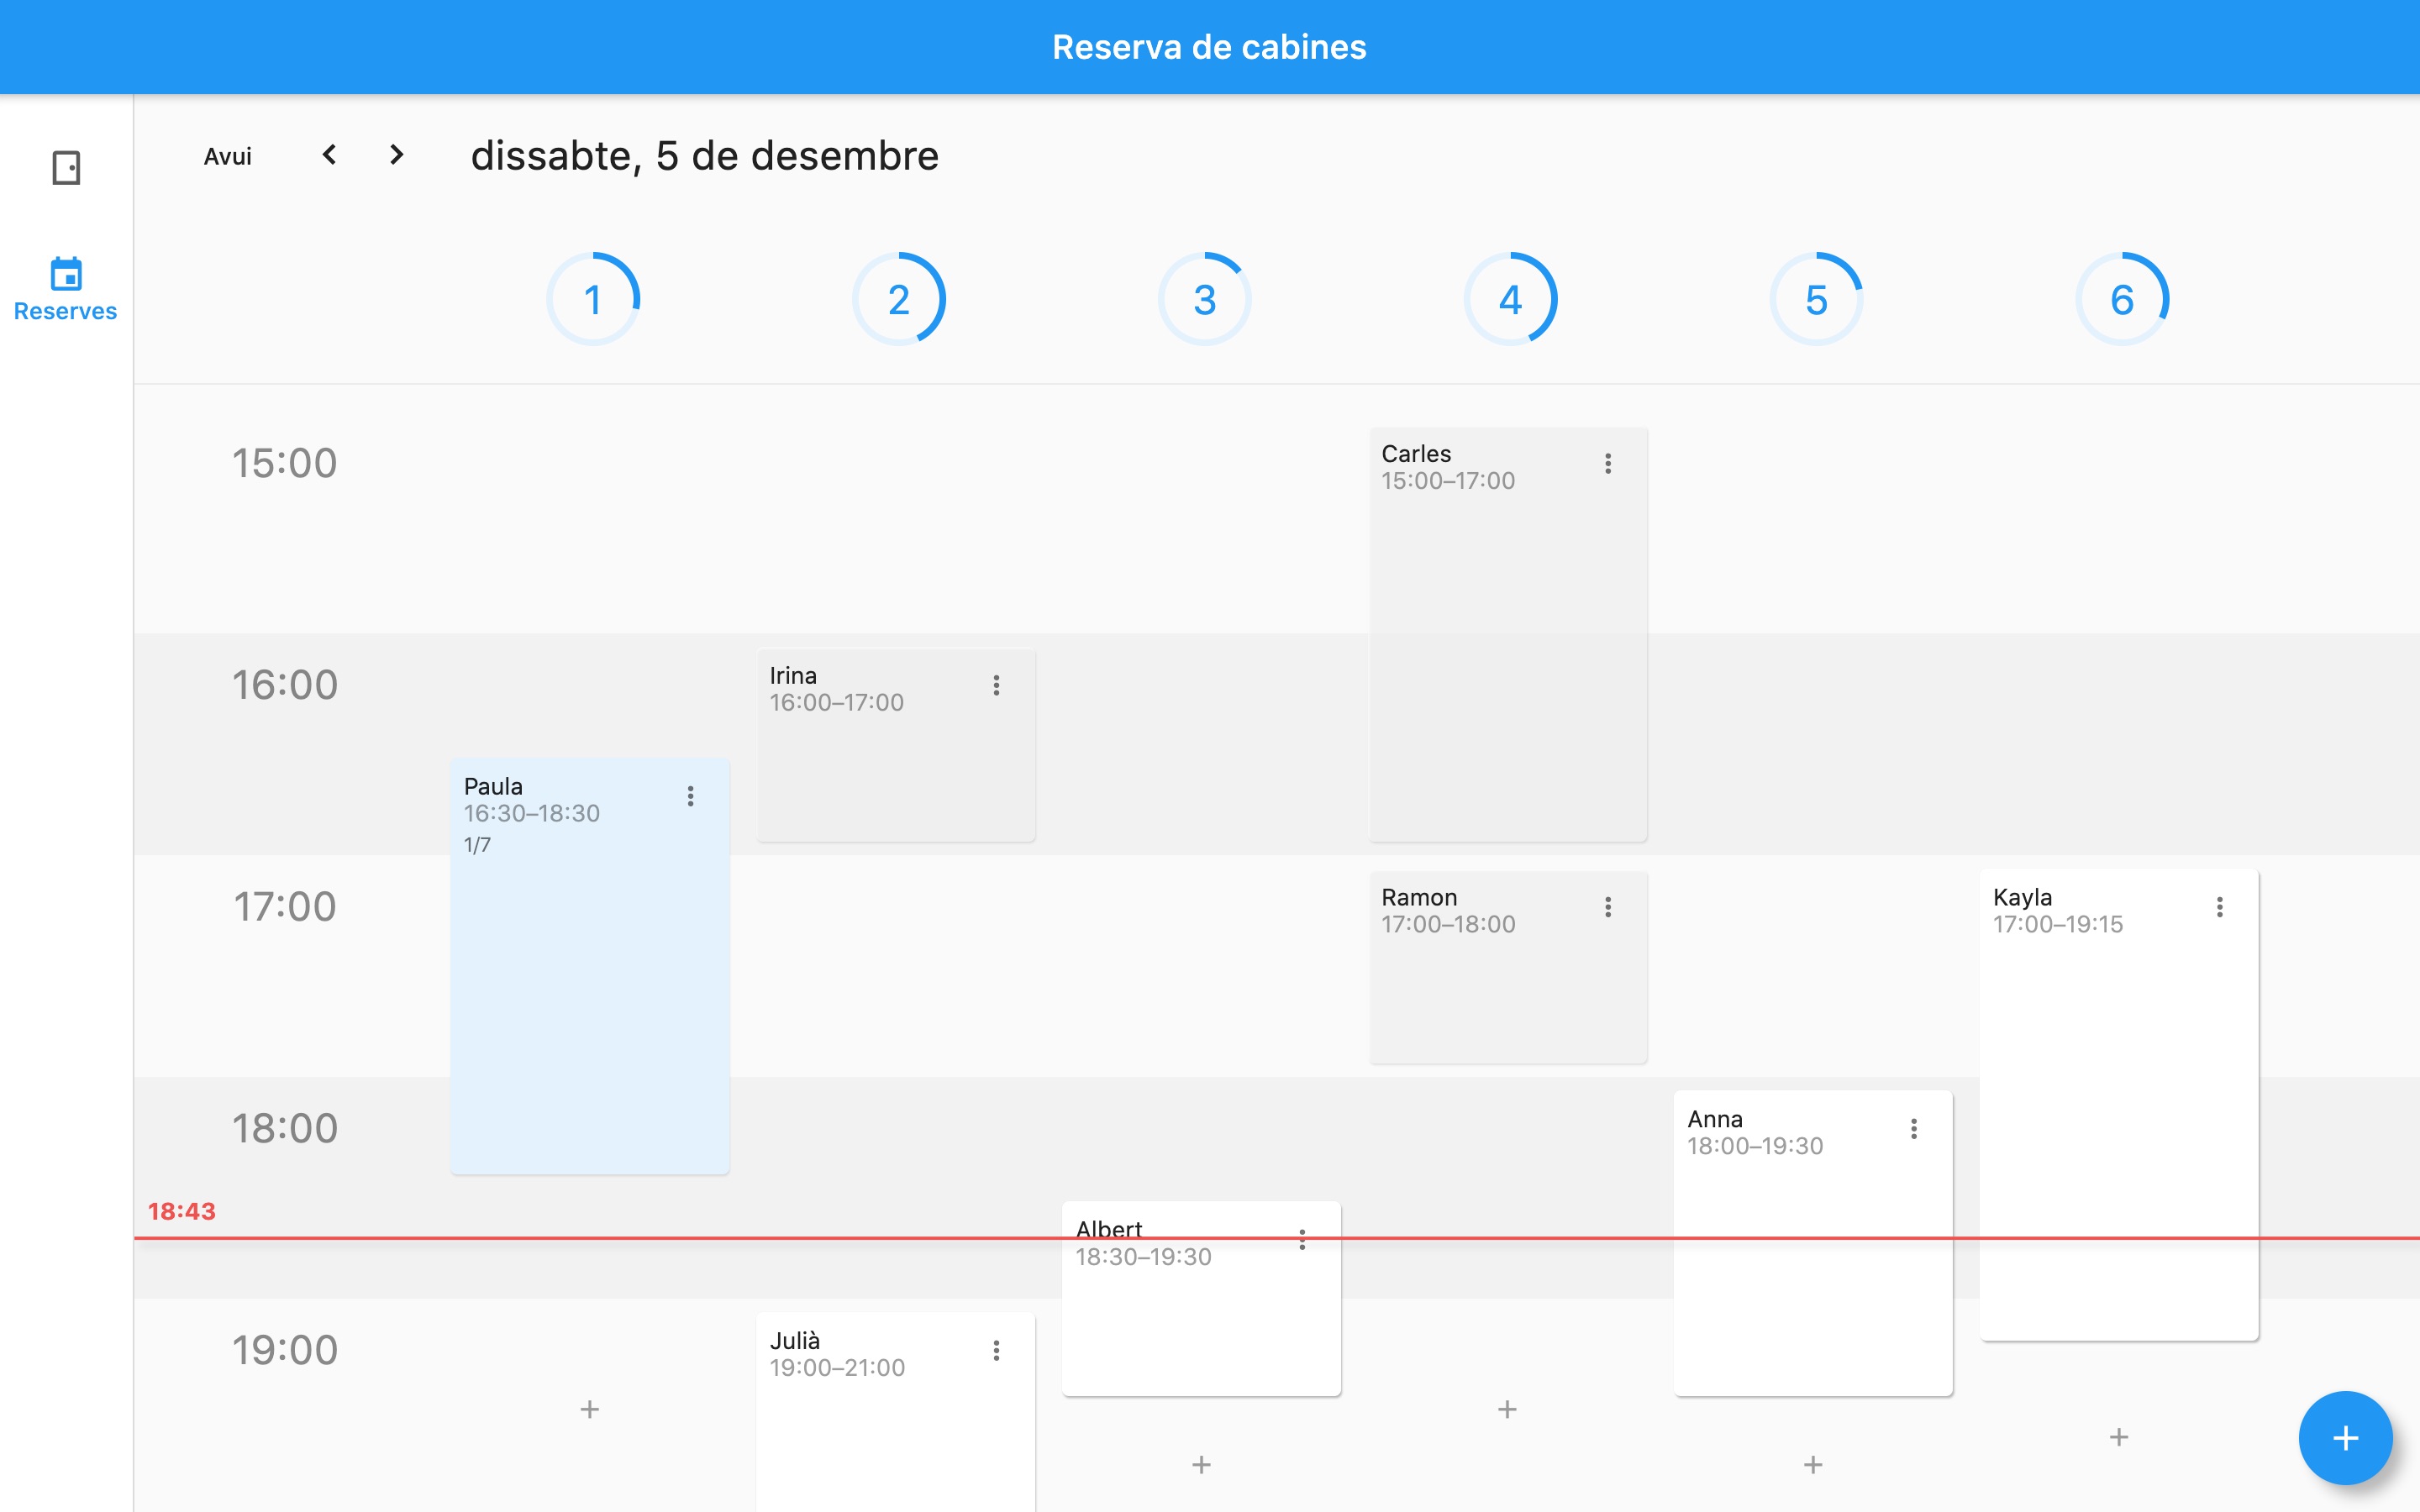 Reserva de cabines
Avui
dissabte, 5 de desembre
Reserves
1
2
3
4
5
6
15:00
Carles
15:00–17:00
16:00
Irina
16:00–17:00
Paula
16:30–18:30
1/7
17:00
Ramon
17:00–18:00
Kayla
17:00–19:15
18:00
Anna
18:00–19:30
18:43
Albert
18:30–19:30
19:00
Julià
19:00–21:00